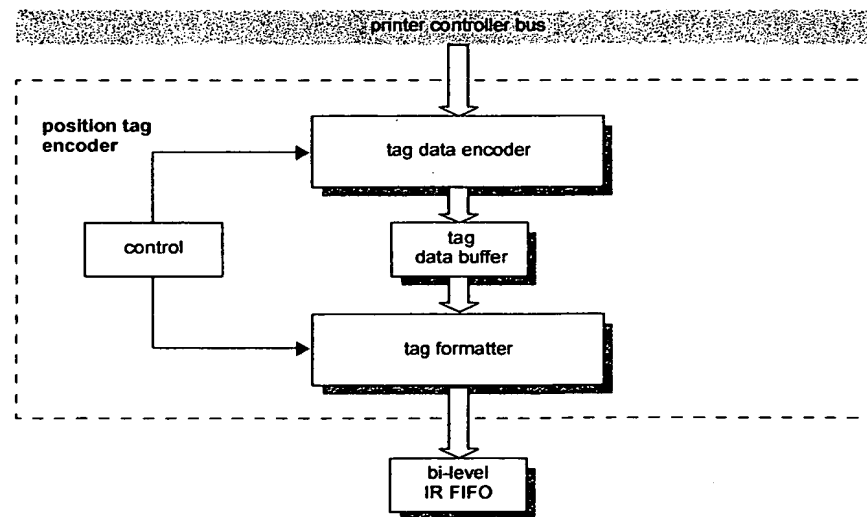 printer controller bus
position tag
encoder
tag data encoder
control
tag
data buffer
tag formatter
bi-level
IR FIFO